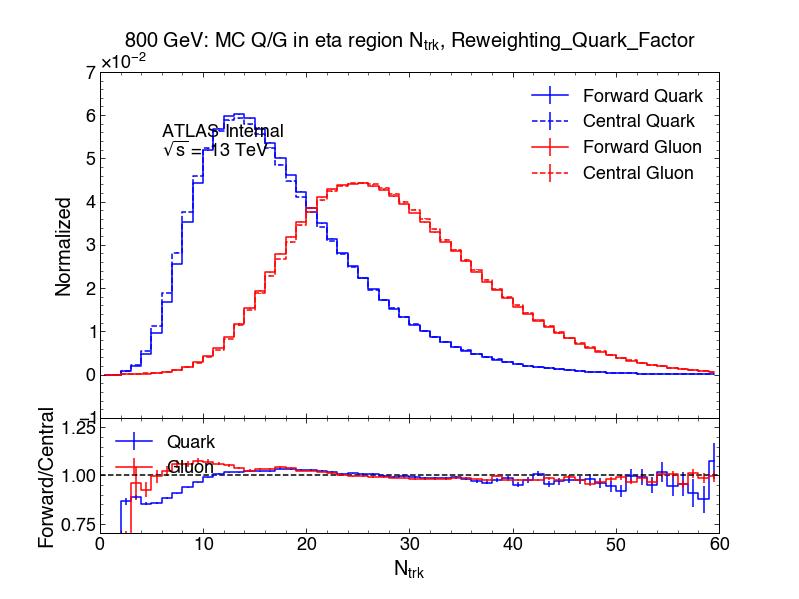 800 GeV: MC Q/G in eta region Ntrk, Reweighting_Quark_Factor
×10−2
7
6
5
4
3
2
1
0
−1
Normalized
ATLAS Internal
√s = 13 TeV
Forward Quark
Central Quark
Forward Gluon
Central Gluon
1.25
1.00
0.75
Forward/Central
Quark
Gluon
0 10 20 30 40 50 60
Ntrk